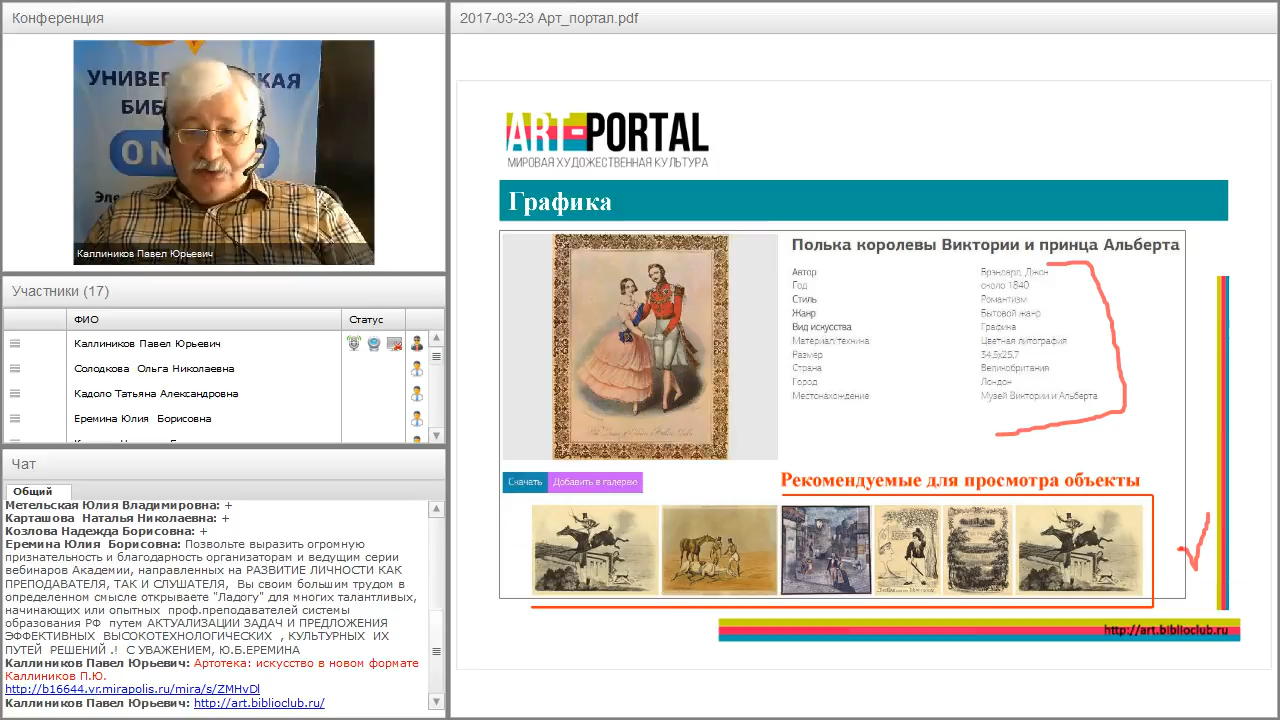 Конференция
УНИВЕР
КАЯ
БИБ
ON
Эле
Каллиников Павел Юрьевич
Участники (17)
ФИО Статус
Каллиников Павел Юрьевич
Солодкова Ольга Николаевна
Кадоло Татьяна Александровна
Еремина Юлия Борисовна
Чат
Общий
Метельская Юлия Владимировна: +
Карташова Наталья Николаевна: +
Козлова Надежда Борисовна: +
Еремина Юлия Борисовна: Позвольте выразить огромную
признательность и благодарность организаторам и ведущим серии
вебинаров Академии, направленных на РАЗВИТИЕ ЛИЧНОСТИ КАК
ПРЕПОДАВАТЕЛЯ, ТАК И СЛУШАТЕЛЯ, Вы своим большим трудом в
определенном смысле открываете "Ладогу" для многих талантливых,
начинающих или опытных проф.преподавателей системы
образования РФ путем АКТУАЛИЗАЦИИ ЗАДАЧ И ПРЕДЛОЖЕНИЯ
ЭФФЕКТИВНЫХ ВЫСОКОТЕХНОЛОГИЧЕСКИХ , КУЛЬТУРНЫХ ИХ
ПУТЕЙ РЕШЕНИЙ .! С УВАЖЕНИЕМ, Ю.Б.ЕРЕМИНА
Каллиников Павел Юрьевич: Артотека: искусство в новом формате
Каллиников П.Ю.
http://b16644.vr.mirapolis.ru/mira/s/ZMHvDl
Каллиников Павел Юрьевич: http://art.biblioclub.ru/
2017-03-23 Арт_портал.pdf
ART-PORTAL
МИРОВАЯ ХУДОЖЕСТВЕННАЯ КУЛЬТУРА
Графика
Полька королевы Виктории и принца Альберта
Автор Брэндард, Джон
Год около 1840
Стиль Романтизм
Жанр Бытовой жанр
Вид искусства Графика
Материал/техника Цветная литография
Размер 34,5x25,7
Страна Великобритания
Город Лондон
Местонахождение Музей Виктории и Альберта
Скачать Добавить в галерею
Рекомендуемые для просмотра объекты
http://art.biblioclub.ru